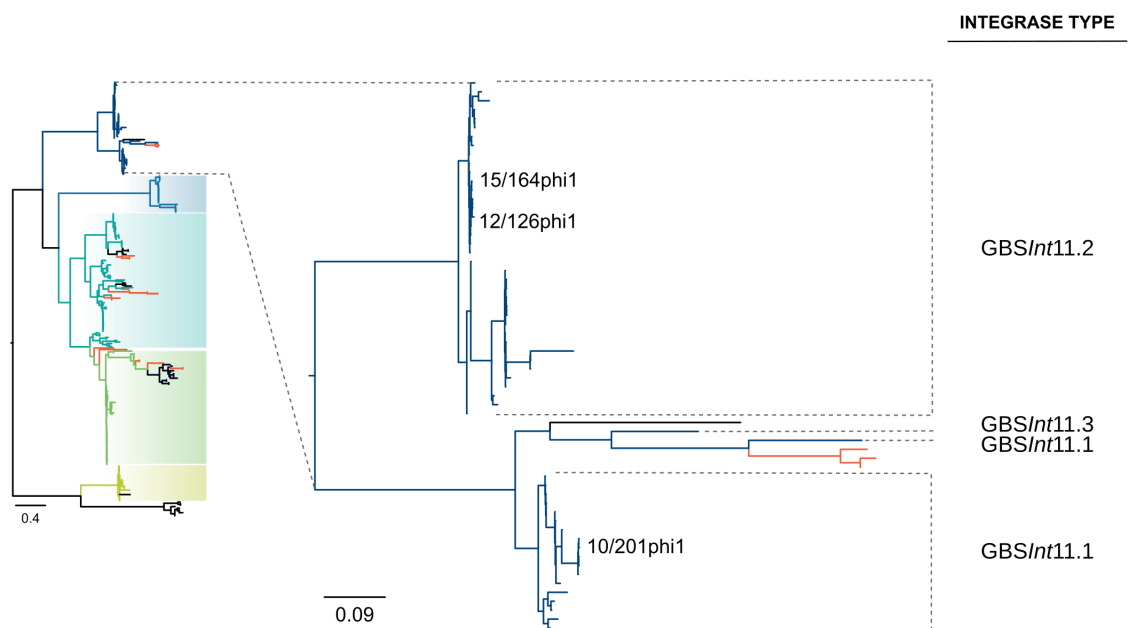 INTEGRASE TYPE
15/164phi1
12/126phi1
GBSInt11.2
GBSInt11.3
GBSInt11.1
0.4
10/201phi1
GBSInt11.1
0.09